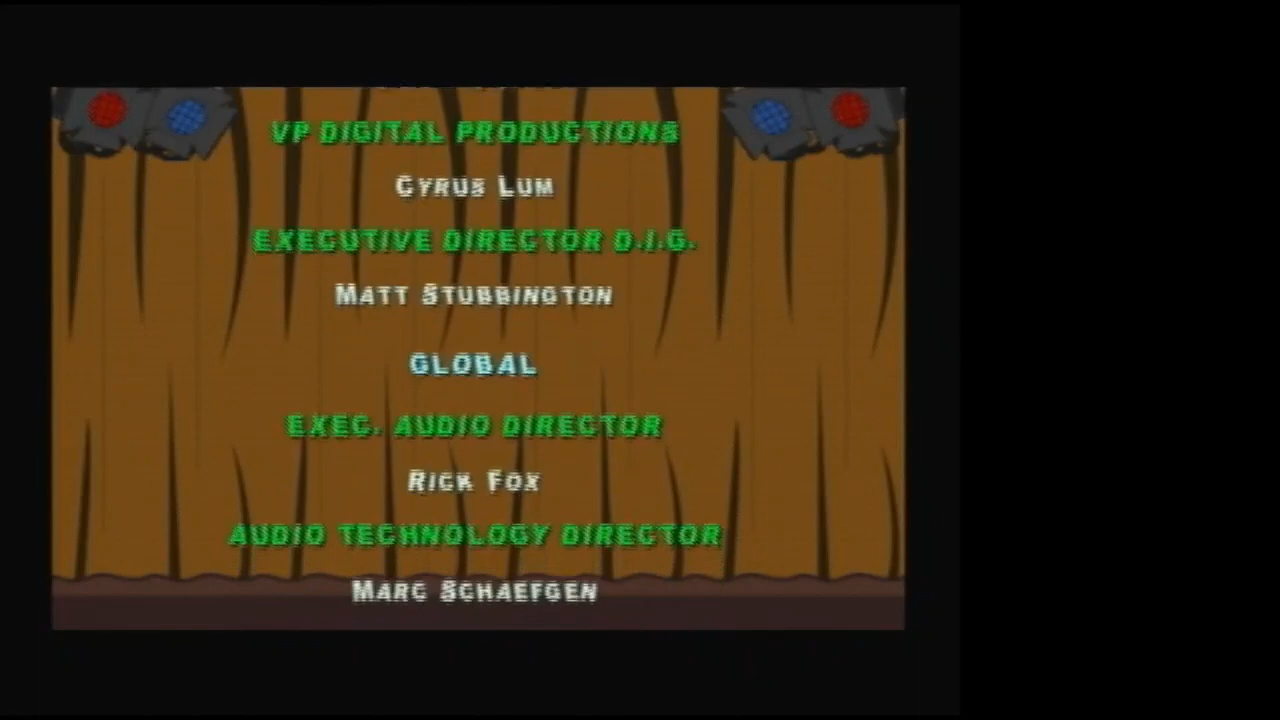 VP DIGITAL PRODUCTIONS
CYRUS LUM
EXECUTIVE DIRECTOR D.I.G.
MATT STUBBINGTON
GLOBAL
EXEC. AUDIO DIRECTOR
RICK FOX
AUDIO TECHNOLOGY DIRECTOR
MARC SCHAEFGEN